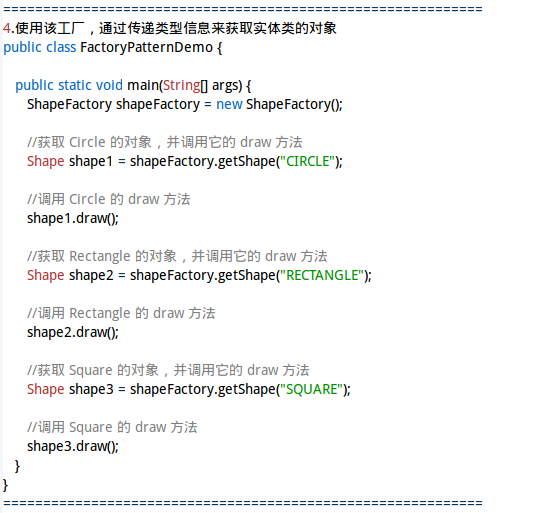 ============================================================
4.使用该工厂，通过传递类型信息来获取实体类的对象
public class FactoryPatternDemo {
public static void main(String[] args) {
ShapeFactory shapeFactory = new ShapeFactory();
//获取 Circle 的对象，并调用它的 draw 方法
Shape shape1 = shapeFactory.getShape("CIRCLE");
//调用 Circle 的 draw 方法
shape1.draw();
//获取 Rectangle 的对象，并调用它的 draw 方法
Shape shape2 = shapeFactory.getShape("RECTANGLE");
//调用 Rectangle 的 draw 方法
shape2.draw();
//获取 Square 的对象，并调用它的 draw 方法
Shape shape3 = shapeFactory.getShape("SQUARE");
//调用 Square 的 draw 方法
shape3.draw();
}
}
============================================================